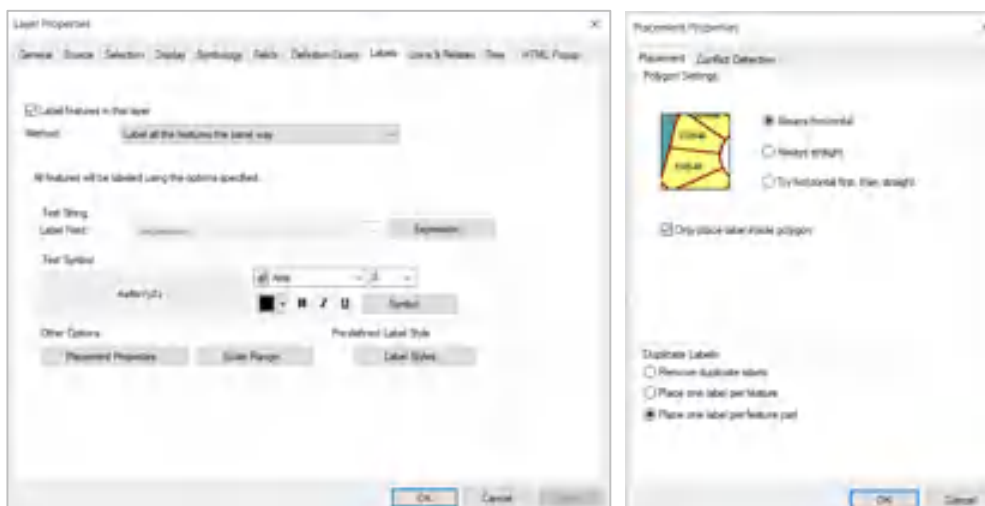 Layer Properties
General Source Selection Display Symbology Fields Definition Query Labels Joins & Relates Time HTML Popup
Label features in this layer
Method: Label all the features the same way
All features will be labeled using the options specified.
Text String
Label Field: Expression...
Text Symbol
AaBbYyZz
Arial
B I U Symbol...
Other Options
Pre-defined Label Style
Placement Properties... Scale Range... Label Styles...
OK Cancel
Placement Properties
Placement Conflict Detection
Polygon Settings
Always horizontal
Always straight
Try horizontal first, then straight
Only place label inside polygon
Duplicate Labels
Remove duplicate labels
Place one label per feature
Place one label per feature part
OK Cancel